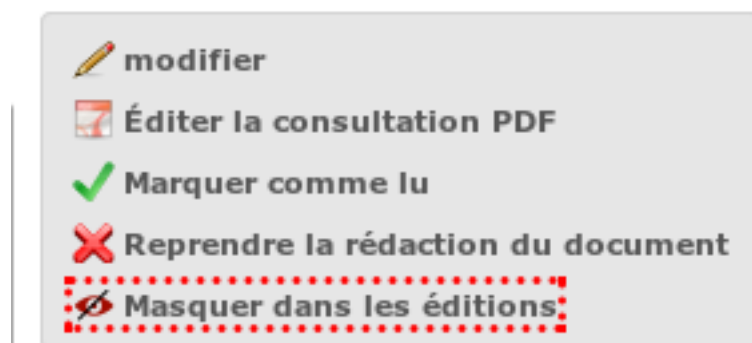 modifier
Éditer la consultation PDF
Marquer comme lu
Reprendre la rédaction du document
Masquer dans les éditions